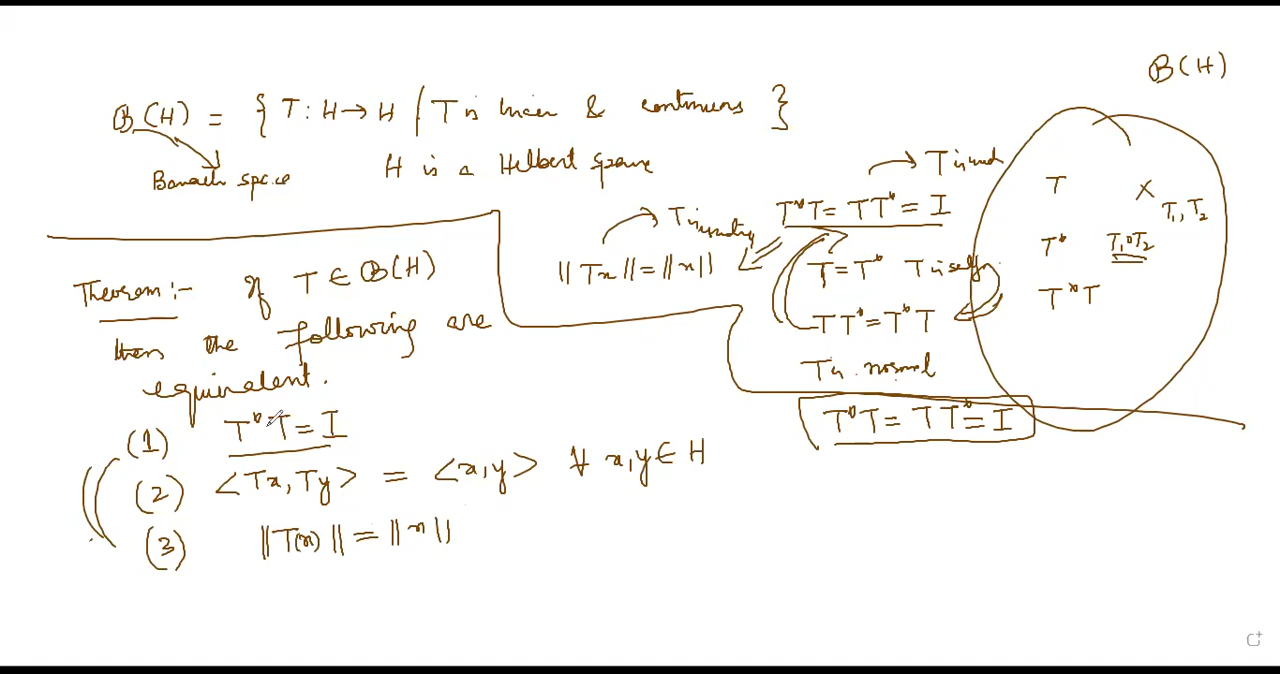 B(H)
B(H) = { T : H → H / T is linear & continuous }
Banach space
H is a Hilbert space
T is
T*T = TT* = I
T is isometry
|| Tx || = || x ||
T = T* T is self
TT* = T*T
T is normal
T*T = TT* = I
T
X
T₁, T₂
T*
T₁∘T₂
T*T
Theorem :- If T ∈ B(H)
then the following are
equivalent.
(1) T*T = I
(2) <Tx, Ty> = <x, y> ∀ x, y ∈ H
(3) || T(x) || = || x ||